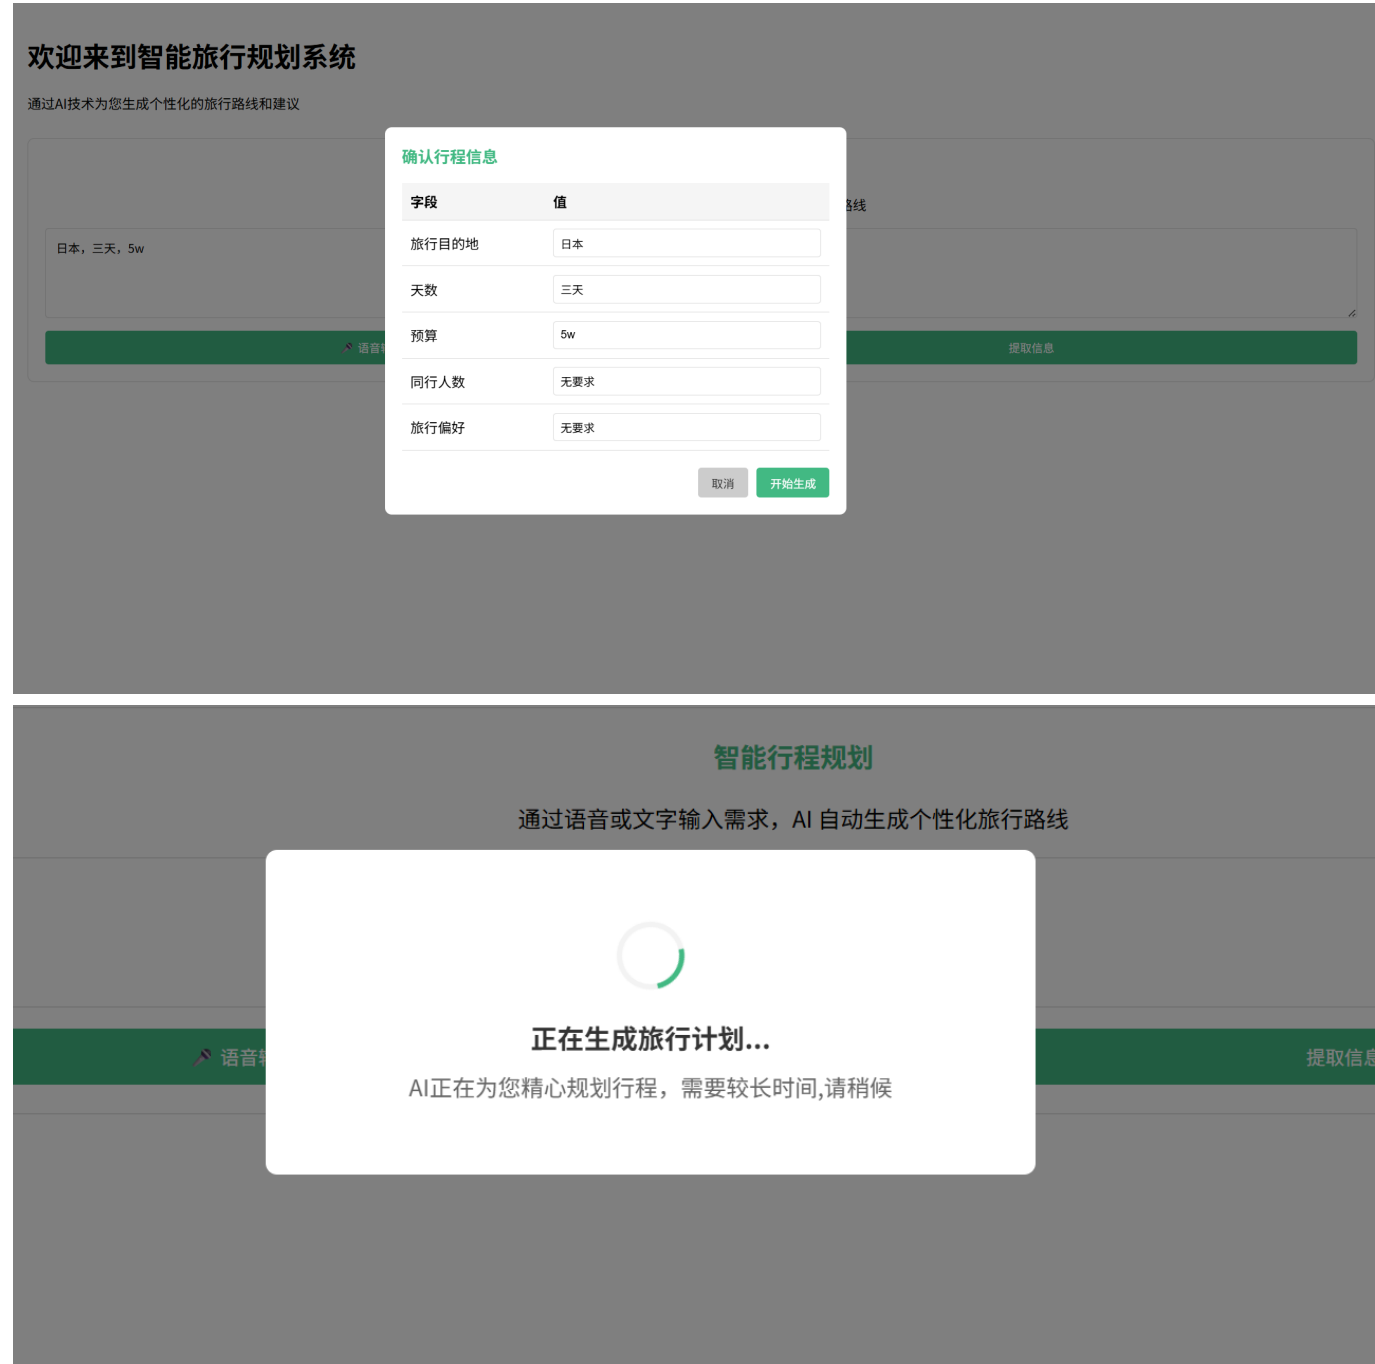 欢迎来到智能旅行规划系统
通过AI技术为您生成个性化的旅行路线和建议
确认行程信息
字段 值
路线
旅行目的地 日本
日本，三天，5w
天数 三天
预算 5w
语音 提取信息
同行人数 无要求
旅行偏好 无要求
取消 开始生成
智能行程规划
通过语音或文字输入需求，AI 自动生成个性化旅行路线
正在生成旅行计划...
语音 提取信息
AI正在为您精心规划行程，需要较长时间,请稍候